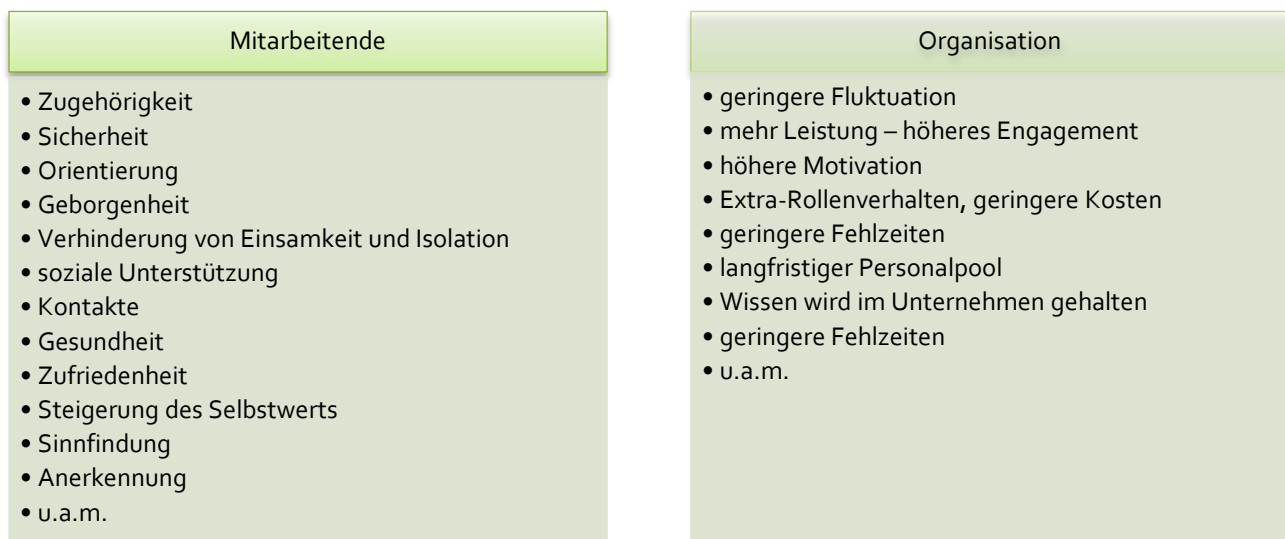 Mitarbeitende
• Zugehörigkeit
• Sicherheit
• Orientierung
• Geborgenheit
• Verhinderung von Einsamkeit und Isolation
• soziale Unterstützung
• Kontakte
• Gesundheit
• Zufriedenheit
• Steigerung des Selbstwerts
• Sinnfindung
• Anerkennung
• u.a.m.
Organisation
• geringere Fluktuation
• mehr Leistung – höheres Engagement
• höhere Motivation
• Extra-Rollenverhalten, geringere Kosten
• geringere Fehlzeiten
• langfristiger Personalpool
• Wissen wird im Unternehmen gehalten
• geringere Fehlzeiten
• u.a.m.